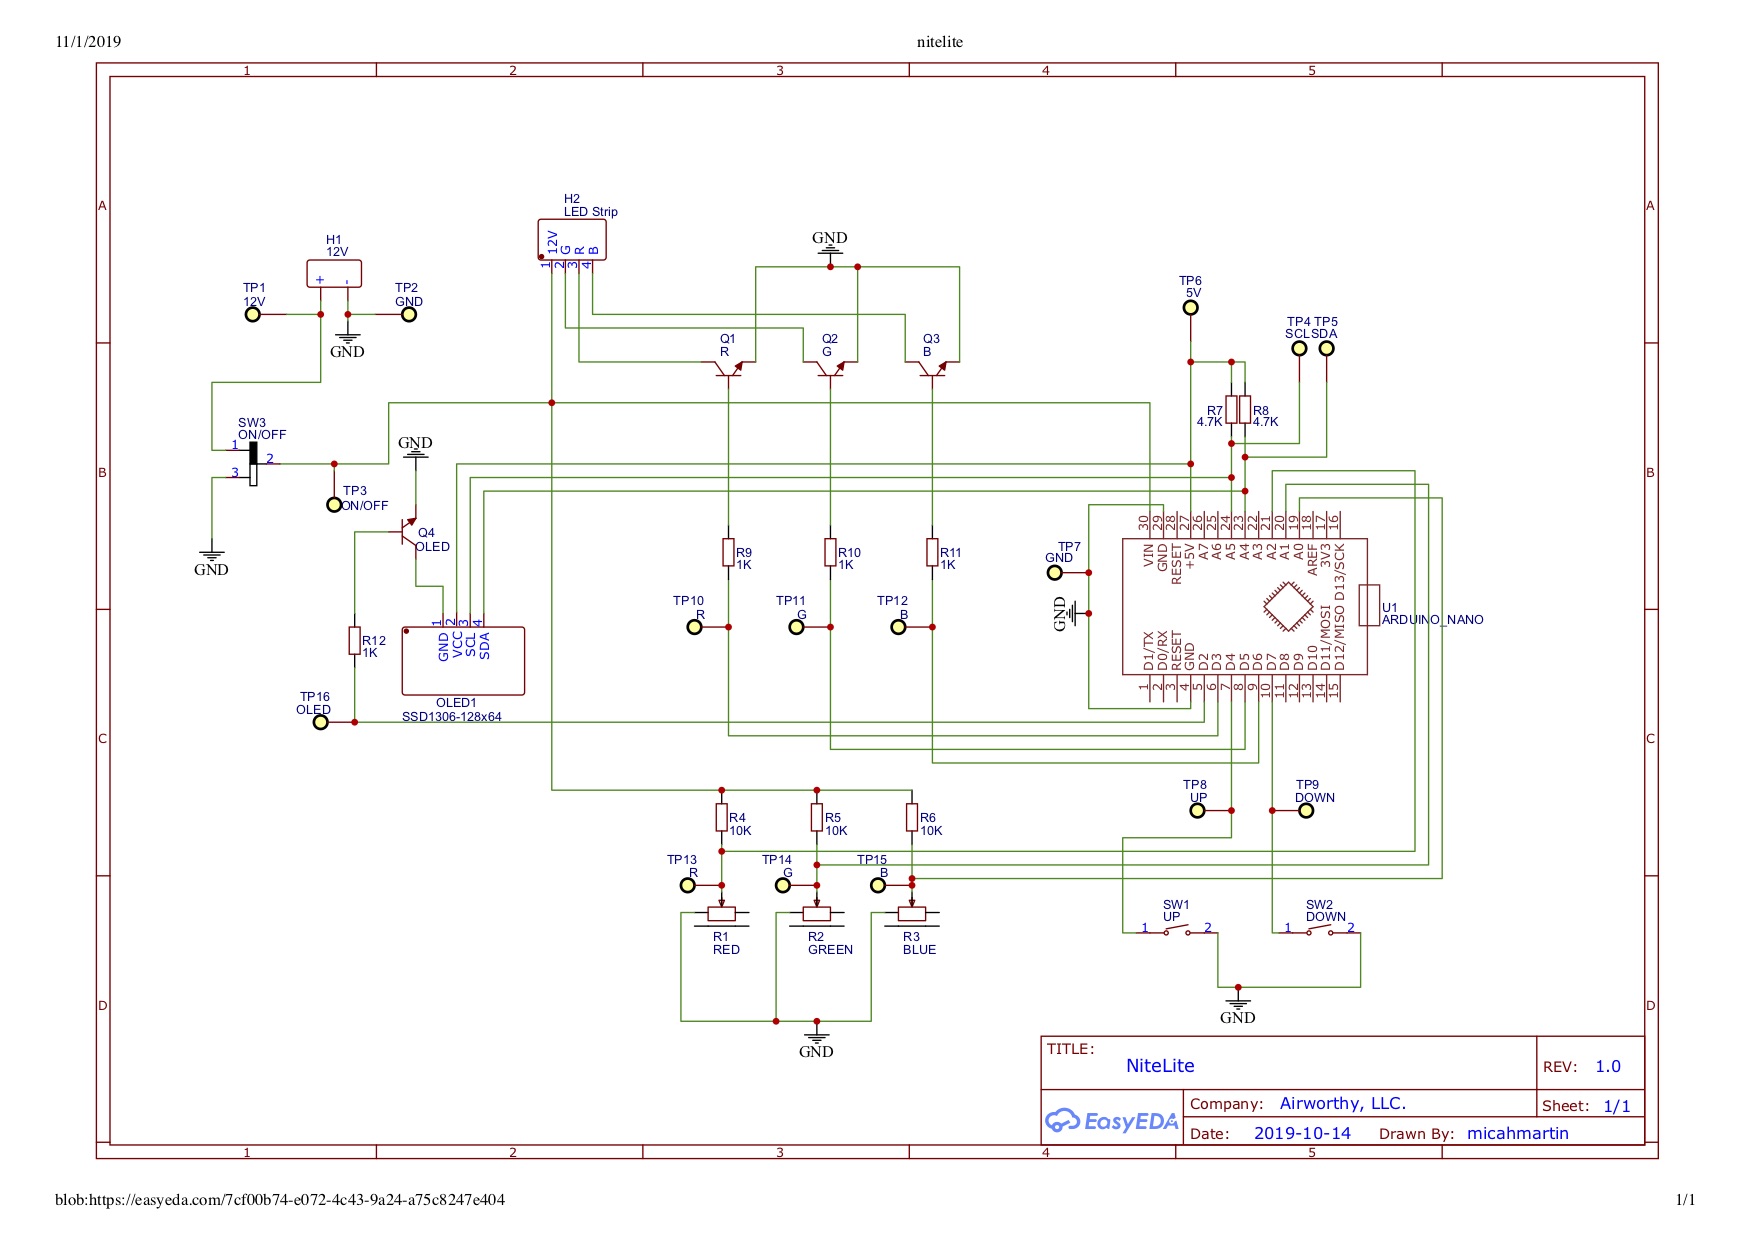 11/1/2019
nitelite
1 2 3 4 5
A A
B B
C C
D D
H1
12V
+ -
TP1
12V
TP2
GND
GND
H2
LED Strip
12V
G
R
B
1 2 3 4
GND
Q1
R
Q2
G
Q3
B
TP6
5V
TP4 TP5
SCL SDA
R7
4.7K
R8
4.7K
SW3
ON/OFF
1
2
3
GND
TP3
ON/OFF
GND
Q4
OLED
R9
1K
R10
1K
R11
1K
TP10
R
TP11
G
TP12
B
R12
1K
TP16
OLED
1 2 3 4
GND
VCC
SCL
SDA
OLED1
SSD1306-128x64
TP7
GND
GND
30 29 28 27 26 25 24 23 22 21 20 19 18 17 16
VIN
GND
RESET
+5V
A7
A6
A5
A4
A3
A2
A1
A0
AREF
3V3
D13/SCK
D1/TX
D0/RX
RESET
GND
D2
D3
D4
D5
D6
D7
D8
D9
D10
D11/MOSI
D12/MISO
1 2 3 4 5 6 7 8 9 10 11 12 13 14 15
U1
ARDUINO_NANO
TP8
UP
TP9
DOWN
R4
10K
R5
10K
R6
10K
TP13
R
TP14
G
TP15
B
R1
RED
R2
GREEN
R3
BLUE
GND
SW1
UP
1 2
SW2
DOWN
1 2
GND
TITLE:
NiteLite
REV: 1.0
EasyEDA
Company: Airworthy, LLC.
Sheet: 1/1
Date: 2019-10-14 Drawn By: micahmartin
1 2 3 4 5
blob:https://easyeda.com/7cf00b74-e072-4c43-9a24-a75c8247e404
1/1